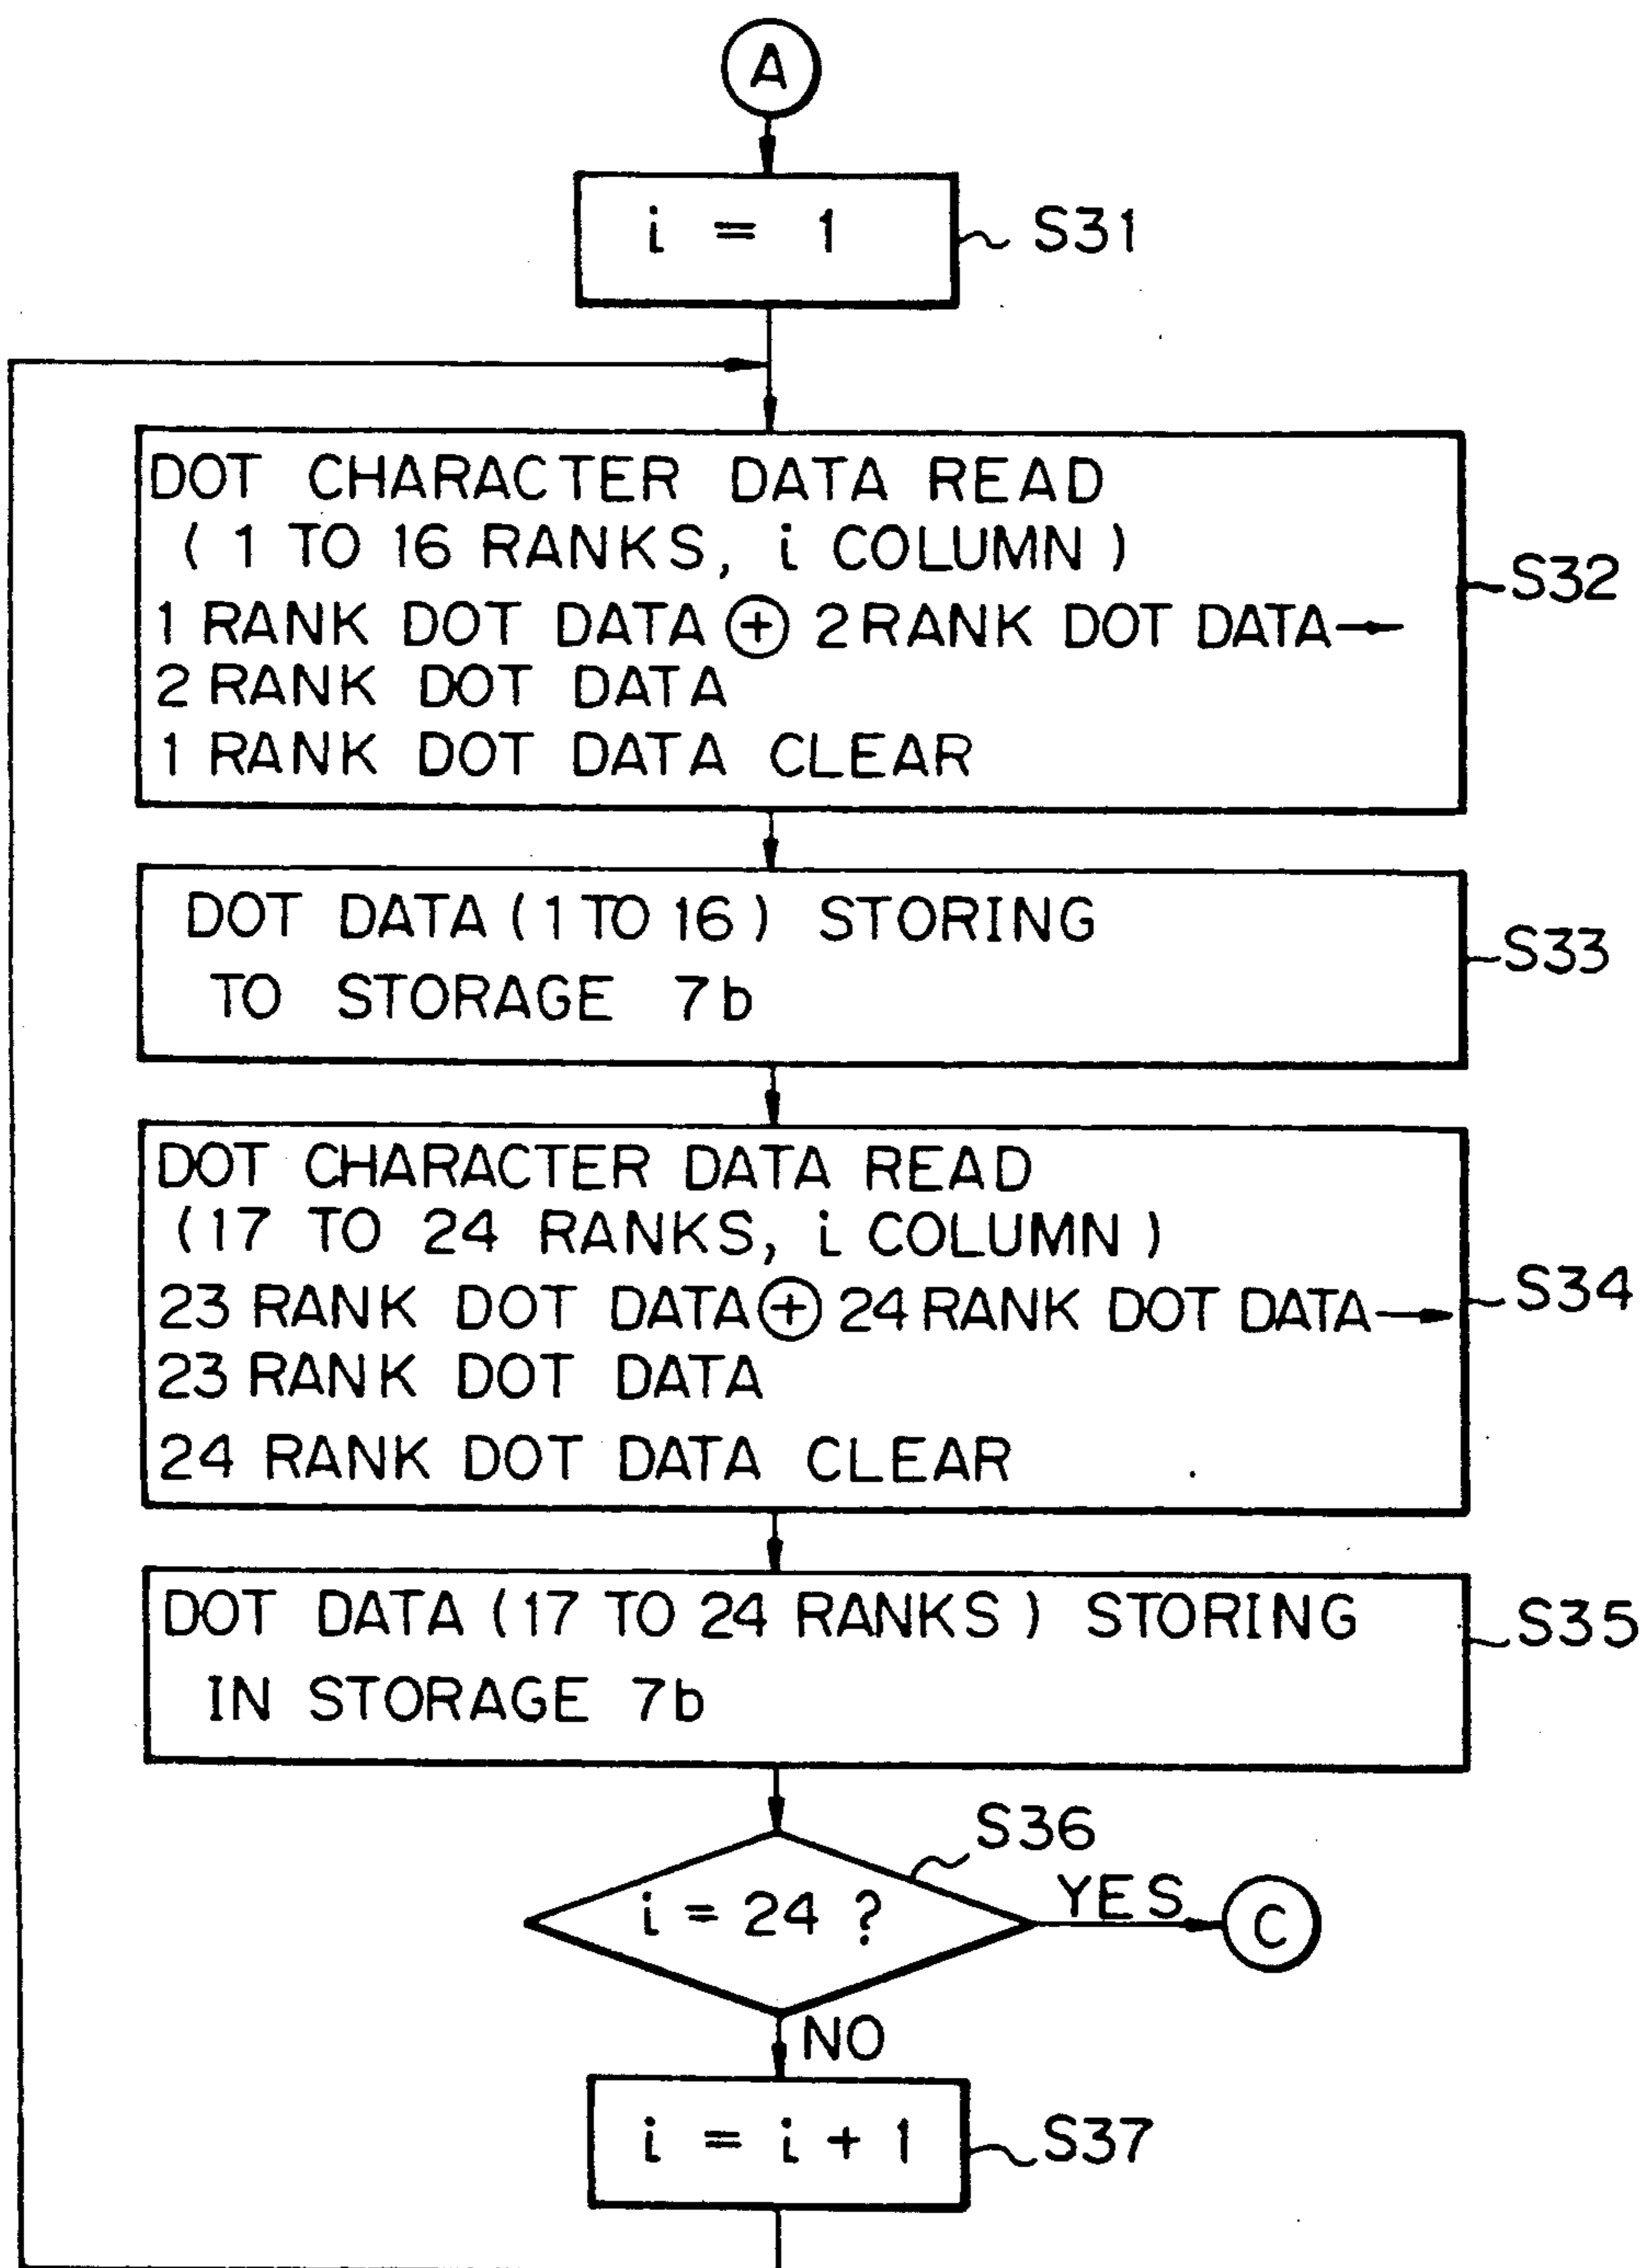 A
i = 1
S31
DOT CHARACTER DATA READ
( 1 TO 16 RANKS, i COLUMN )
1 RANK DOT DATA ⊕ 2 RANK DOT DATA →
2 RANK DOT DATA
1 RANK DOT DATA CLEAR
S32
DOT DATA ( 1 TO 16 ) STORING
TO STORAGE 7b
S33
DOT CHARACTER DATA READ
(17 TO 24 RANKS, i COLUMN )
23 RANK DOT DATA ⊕ 24 RANK DOT DATA →
23 RANK DOT DATA
24 RANK DOT DATA CLEAR
S34
DOT DATA (17 TO 24 RANKS ) STORING
IN STORAGE 7b
S35
S36
i = 24 ?
YES
C
NO
i = i + 1
S37